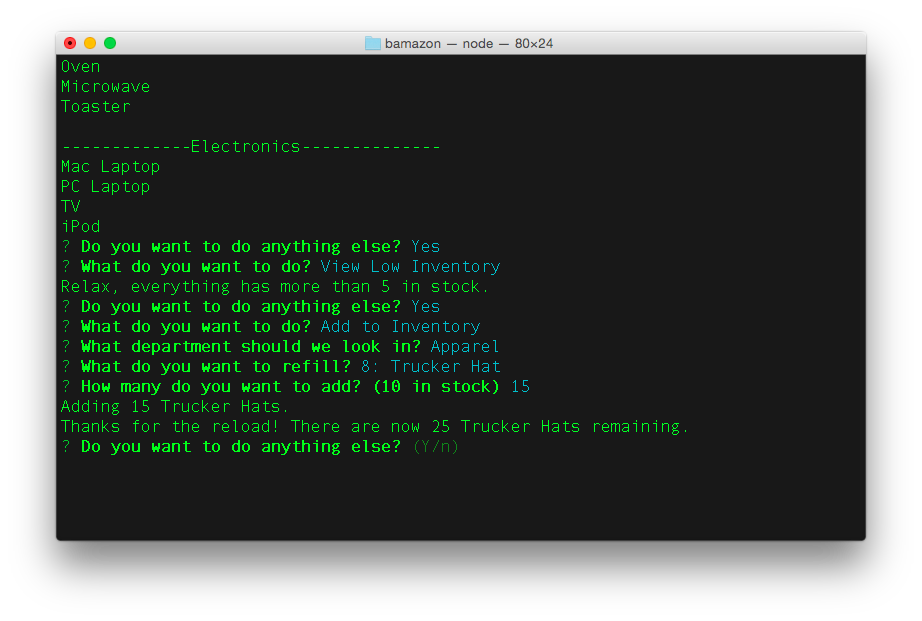 bamazon — node — 80×24
Oven
Microwave
Toaster
-------------Electronics--------------
Mac Laptop
PC Laptop
TV
iPod
? Do you want to do anything else? Yes
? What do you want to do? View Low Inventory
Relax, everything has more than 5 in stock.
? Do you want to do anything else? Yes
? What do you want to do? Add to Inventory
? What department should we look in? Apparel
? What do you want to refill? 8: Trucker Hat
? How many do you want to add? (10 in stock) 15
Adding 15 Trucker Hats.
Thanks for the reload! There are now 25 Trucker Hats remaining.
? Do you want to do anything else? (Y/n)